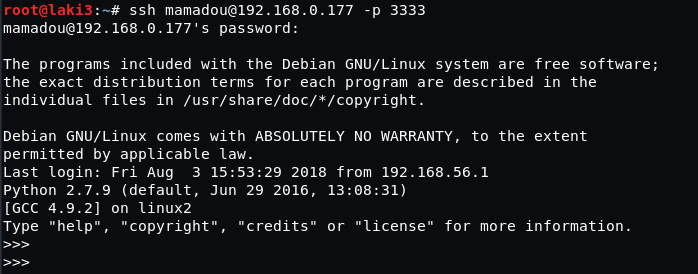 root@laki3:~# ssh mamadou@192.168.0.177 -p 3333
mamadou@192.168.0.177's password:

The programs included with the Debian GNU/Linux system are free software;
the exact distribution terms for each program are described in the
individual files in /usr/share/doc/*/copyright.

Debian GNU/Linux comes with ABSOLUTELY NO WARRANTY, to the extent
permitted by applicable law.
Last login: Fri Aug  3 15:53:29 2018 from 192.168.56.1
Python 2.7.9 (default, Jun 29 2016, 13:08:31)
[GCC 4.9.2] on linux2
Type "help", "copyright", "credits" or "license" for more information.
>>>
>>>